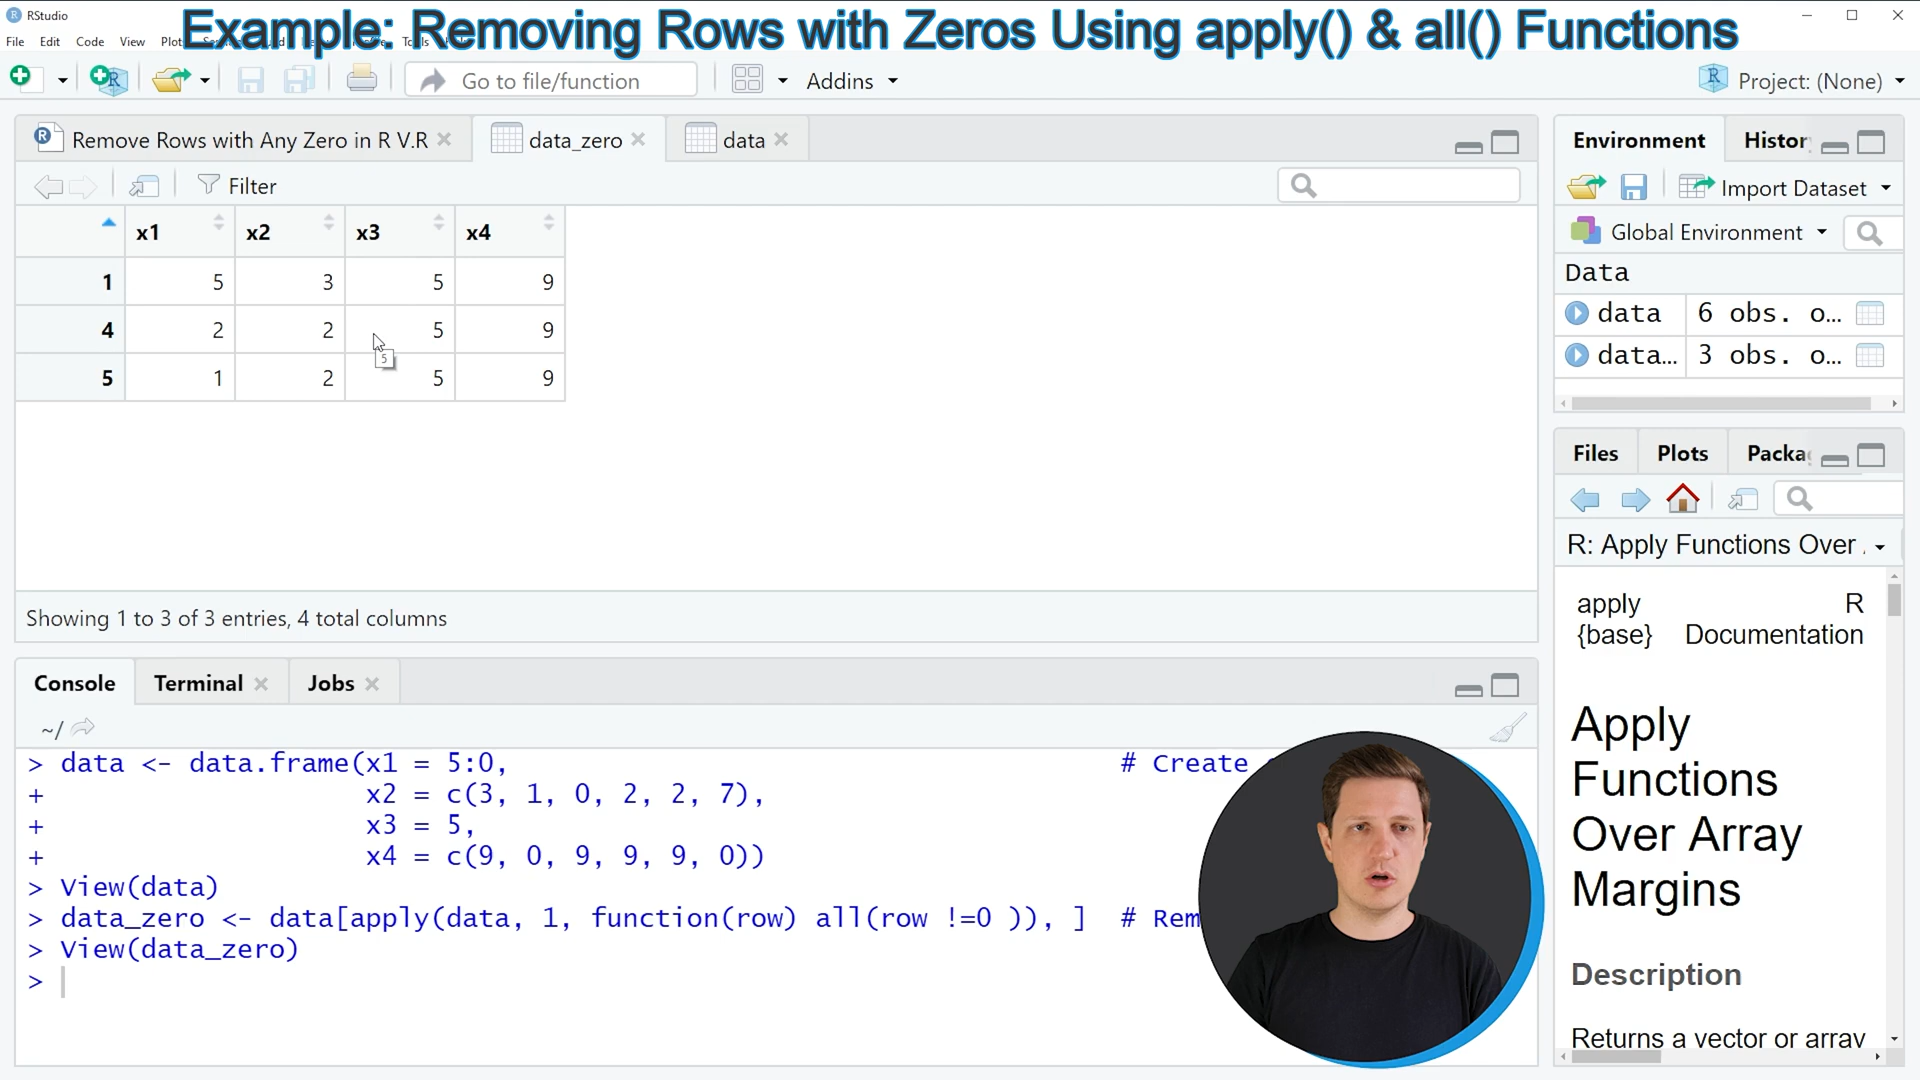 RStudio
Example: Removing Rows with Zeros Using apply() & all() Functions
File Edit Code View Plots
Go to file/function
Addins
Project: (None)
Remove Rows with Any Zero in R V.R
data_zero
data
Filter
x1 x2 x3 x4
1 5 3 5 9
4 2 2 5 9
5 1 2 5 9
5
Showing 1 to 3 of 3 entries, 4 total columns
Console Terminal Jobs
~/
> data <- data.frame(x1 = 5:0, # Create
+ x2 = c(3, 1, 0, 2, 2, 7),
+ x3 = 5,
+ x4 = c(9, 0, 9, 9, 9, 0))
> View(data)
> data_zero <- data[apply(data, 1, function(row) all(row !=0 )), ] # Rem
> View(data_zero)
>
Environment Histor
Import Dataset
Global Environment
Data
data 6 obs. o…
data… 3 obs. o…
Files Plots Packag
R: Apply Functions Over
apply {base} R Documentation
Apply
Functions
Over Array
Margins
Description
Returns a vector or array